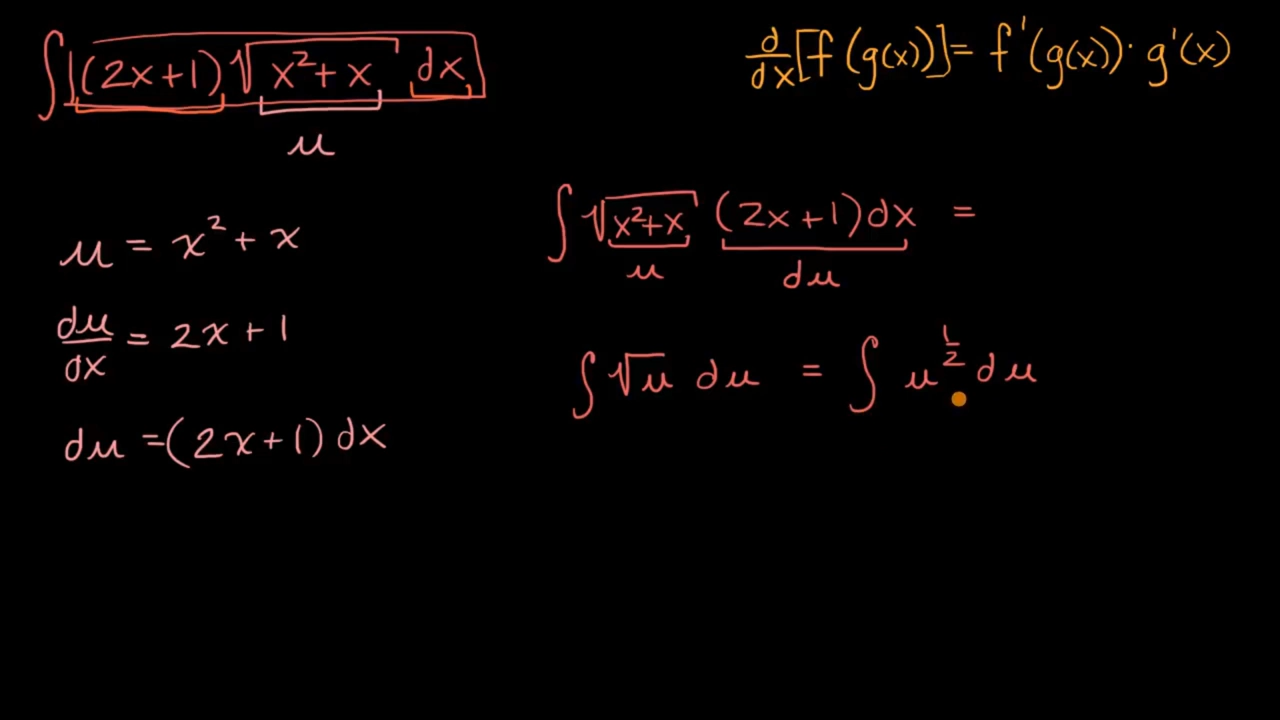 ∫(2x+1)√(x²+x) dx
u
d/dx[f(g(x))]= f'(g(x))·g'(x)
u = x²+x
du/dx = 2x+1
du =(2x+1)dx
∫√(x²+x) (2x+1)dx =
u du
∫√u du = ∫ u^(1/2) du